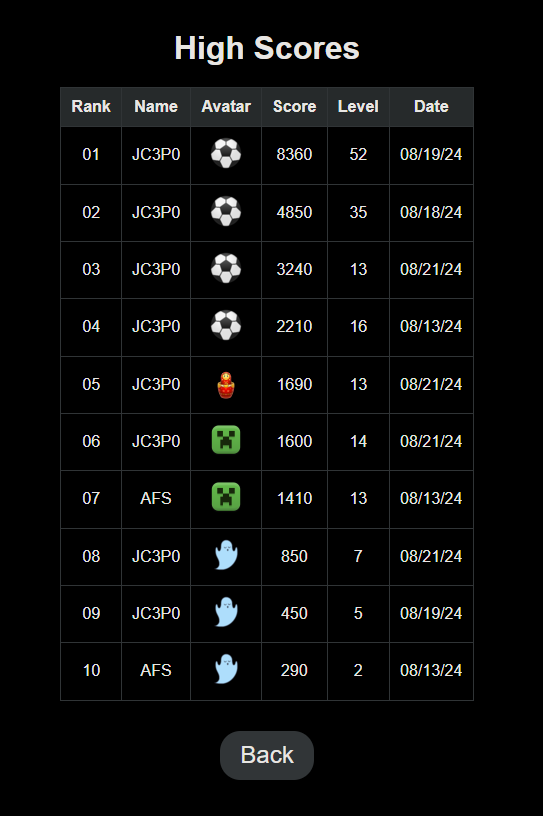 High Scores
Rank Name Avatar Score Level Date
01 JC3P0 8360 52 08/19/24
02 JC3P0 4850 35 08/18/24
03 JC3P0 3240 13 08/21/24
04 JC3P0 2210 16 08/13/24
05 JC3P0 1690 13 08/21/24
06 JC3P0 1600 14 08/21/24
07 AFS 1410 13 08/13/24
08 JC3P0 850 7 08/21/24
09 JC3P0 450 5 08/19/24
10 AFS 290 2 08/13/24
Back